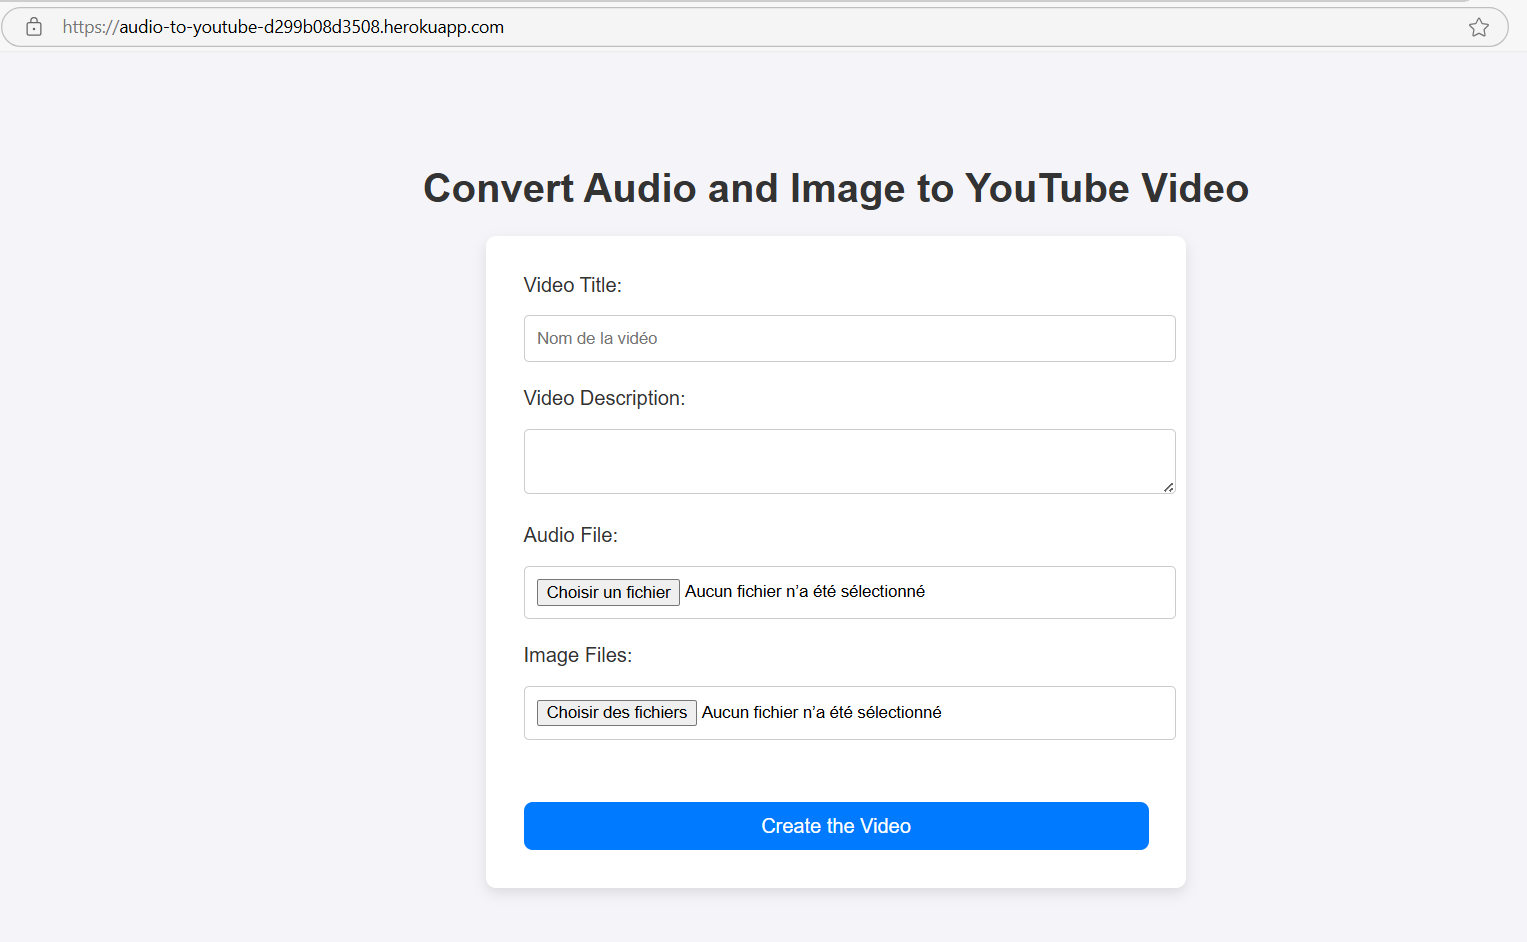 https://audio-to-youtube-d299b08d3508.herokuapp.com
Convert Audio and Image to YouTube Video
Video Title:
Nom de la vidéo
Video Description:
Audio File:
Choisir un fichier Aucun fichier n’a été sélectionné
Image Files:
Choisir des fichiers Aucun fichier n’a été sélectionné
Create the Video